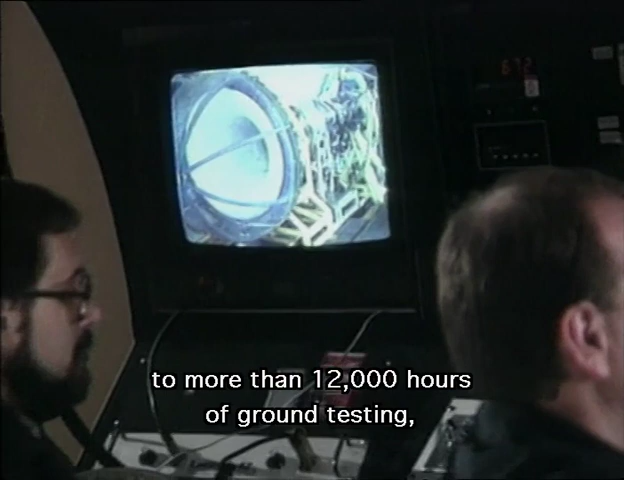 to more than 12,000 hours
of ground testing,